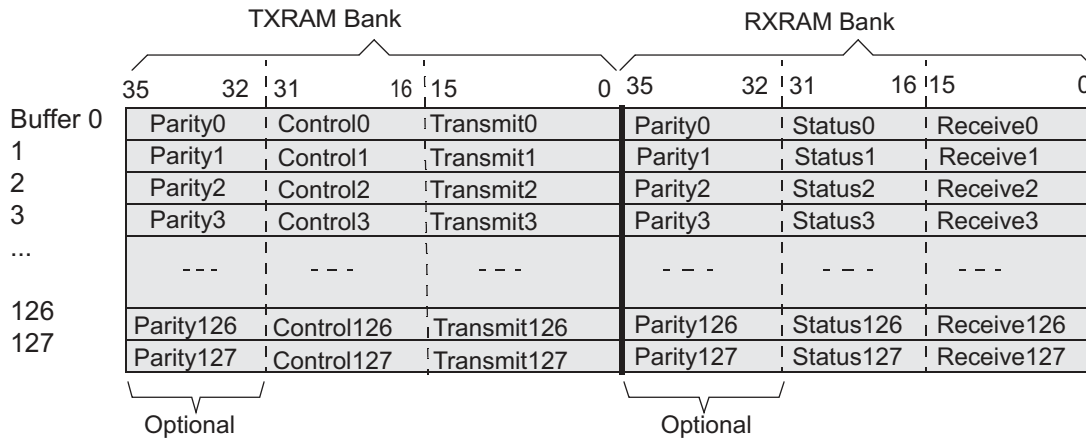 TXRAM Bank RXRAM Bank
35 32 31 16 15 0 35 32 31 16 15 0
Buffer 0 Parity0 Control0 Transmit0 Parity0 Status0 Receive0
1 Parity1 Control1 Transmit1 Parity1 Status1 Receive1
2 Parity2 Control2 Transmit2 Parity2 Status2 Receive2
3 Parity3 Control3 Transmit3 Parity3 Status3 Receive3
...
126 Parity126 Control126 Transmit126 Parity126 Status126 Receive126
127 Parity127 Control127 Transmit127 Parity127 Status127 Receive127
Optional Optional